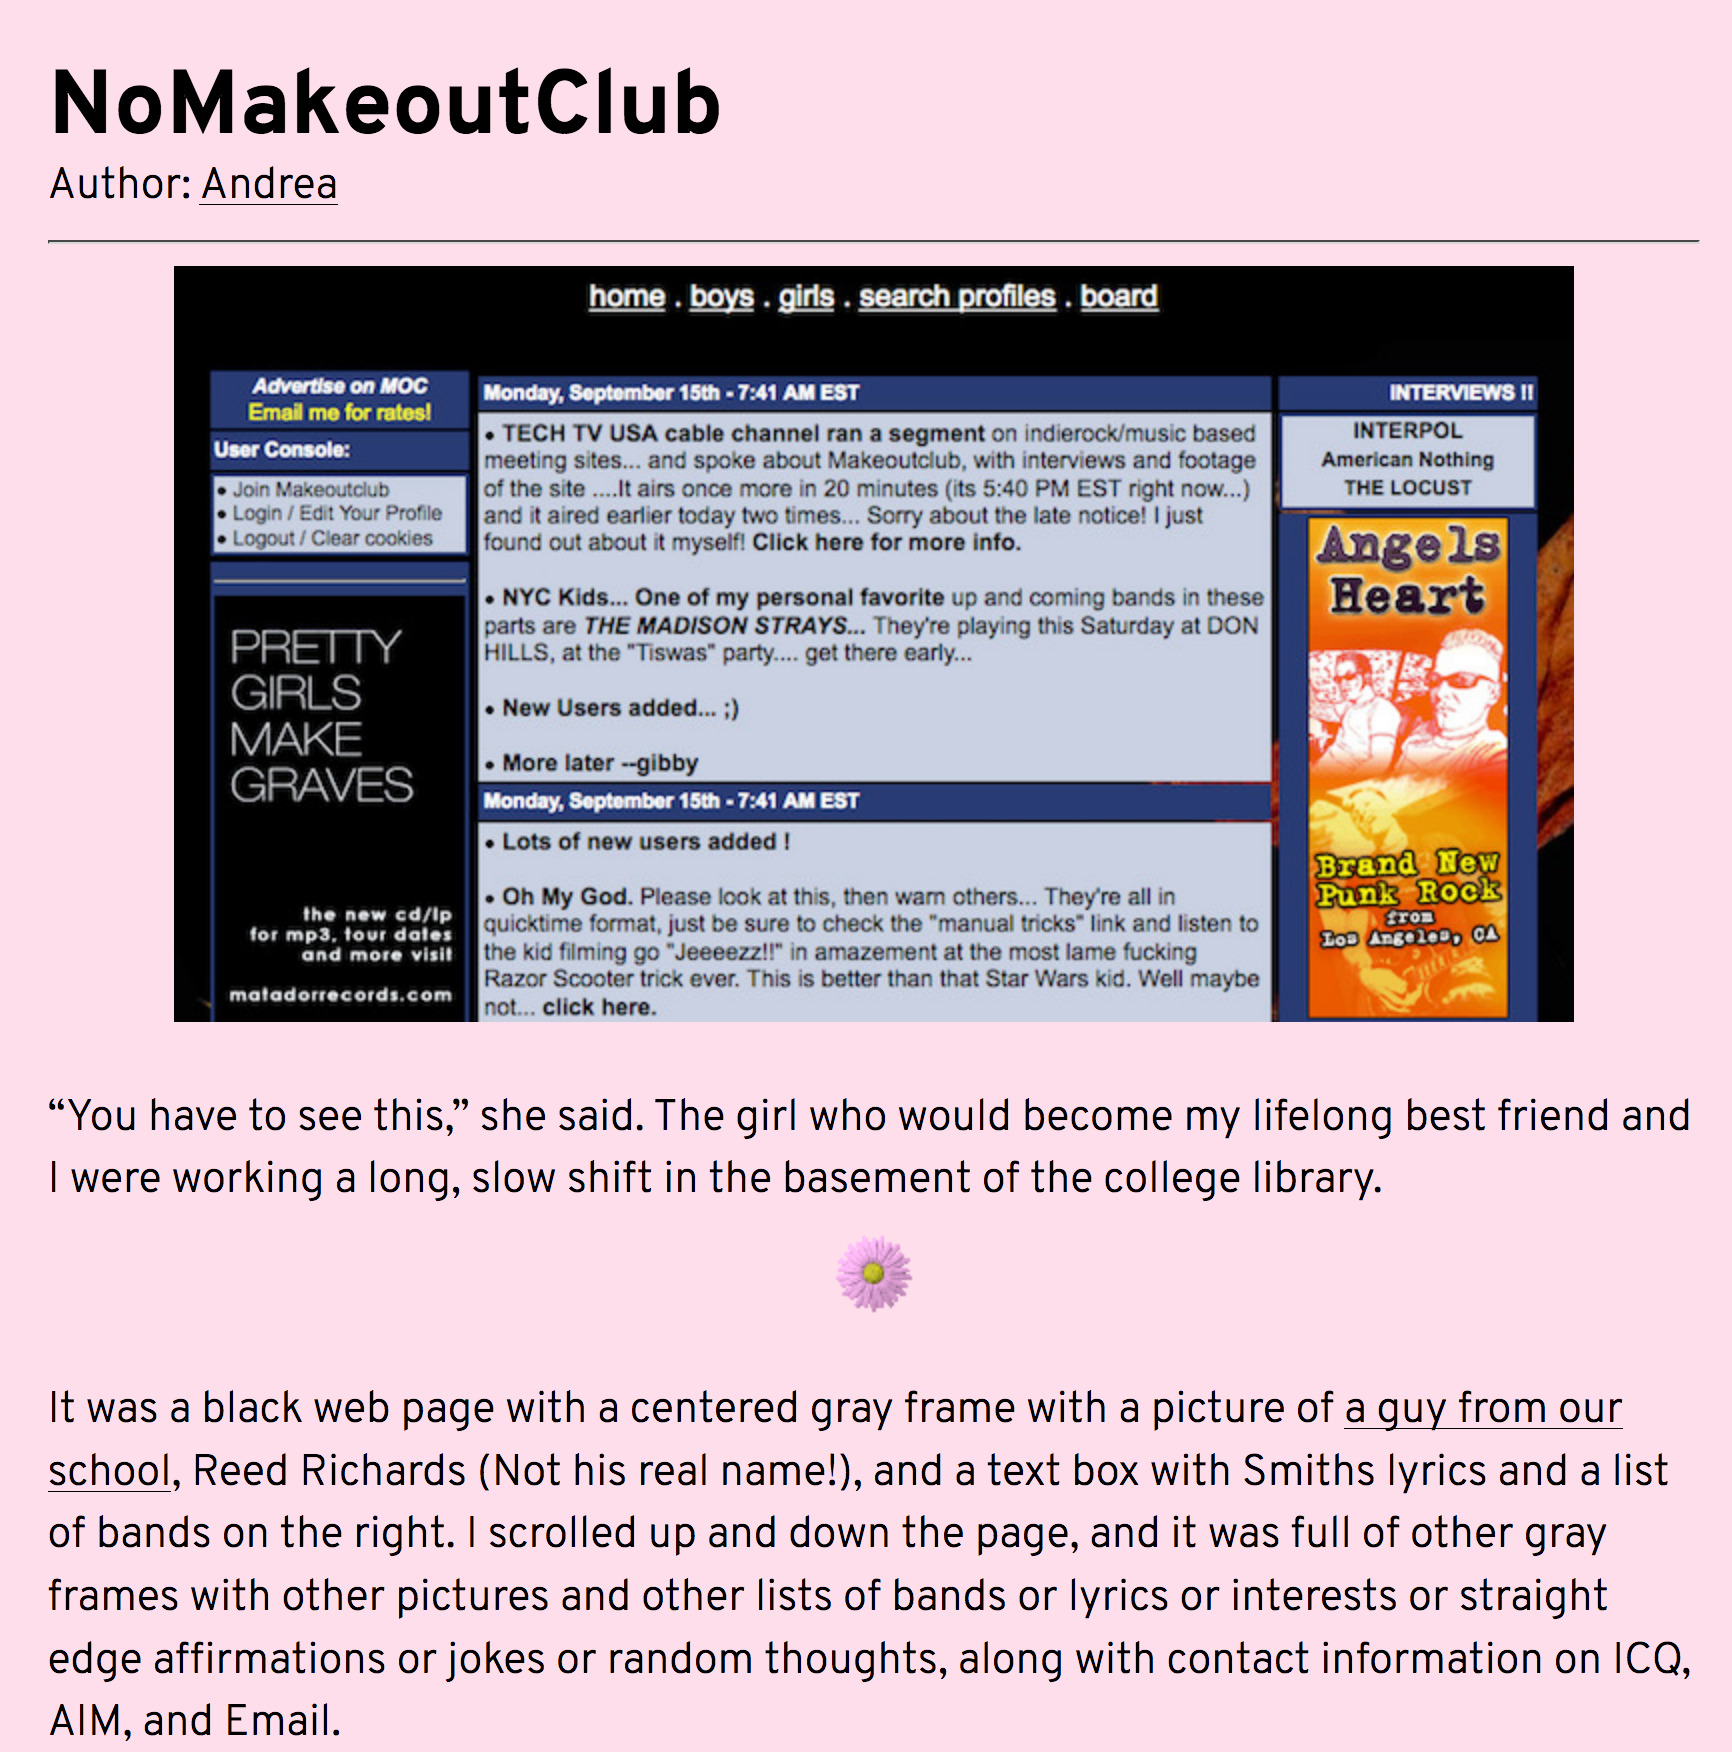 NoMakeoutClub
Author: Andrea
home . boys . girls . search profiles . board
Advertise on MOC
Email me for rates!
User Console:
• Join Makeoutclub
• Login / Edit Your Profile
• Logout / Clear cookies
PRETTY
GIRLS
MAKE
GRAVES
the new cd/lp
for mp3, tour dates
and more visit
matadorrecords.com
Monday, September 15th - 7:41 AM EST
• TECH TV USA cable channel ran a segment on indierock/music based
meeting sites... and spoke about Makeoutclub, with interviews and footage
of the site ....It airs once more in 20 minutes (its 5:40 PM EST right now...)
and it aired earlier today two times... Sorry about the late notice! I just
found out about it myself! Click here for more info.
• NYC Kids... One of my personal favorite up and coming bands in these
parts are THE MADISON STRAYS... They're playing this Saturday at DON
HILLS, at the "Tiswas" party.... get there early...
• New Users added... ;)
• More later --gibby
Monday, September 15th - 7:41 AM EST
• Lots of new users added !
• Oh My God. Please look at this, then warn others... They're all in
quicktime format, just be sure to check the "manual tricks" link and listen to
the kid filming go "Jeeeezz!!" in amazement at the most lame fucking
Razor Scooter trick ever. This is better than that Star Wars kid. Well maybe
not... click here.
INTERVIEWS !!
INTERPOL
American Nothing
THE LOCUST
Angels
Heart
Brand New
Punk Rock
from
Los Angeles, CA
“You have to see this,” she said. The girl who would become my lifelong best friend and
I were working a long, slow shift in the basement of the college library.
It was a black web page with a centered gray frame with a picture of a guy from our
school, Reed Richards (Not his real name!), and a text box with Smiths lyrics and a list
of bands on the right. I scrolled up and down the page, and it was full of other gray
frames with other pictures and other lists of bands or lyrics or interests or straight
edge affirmations or jokes or random thoughts, along with contact information on ICQ,
AIM, and Email.